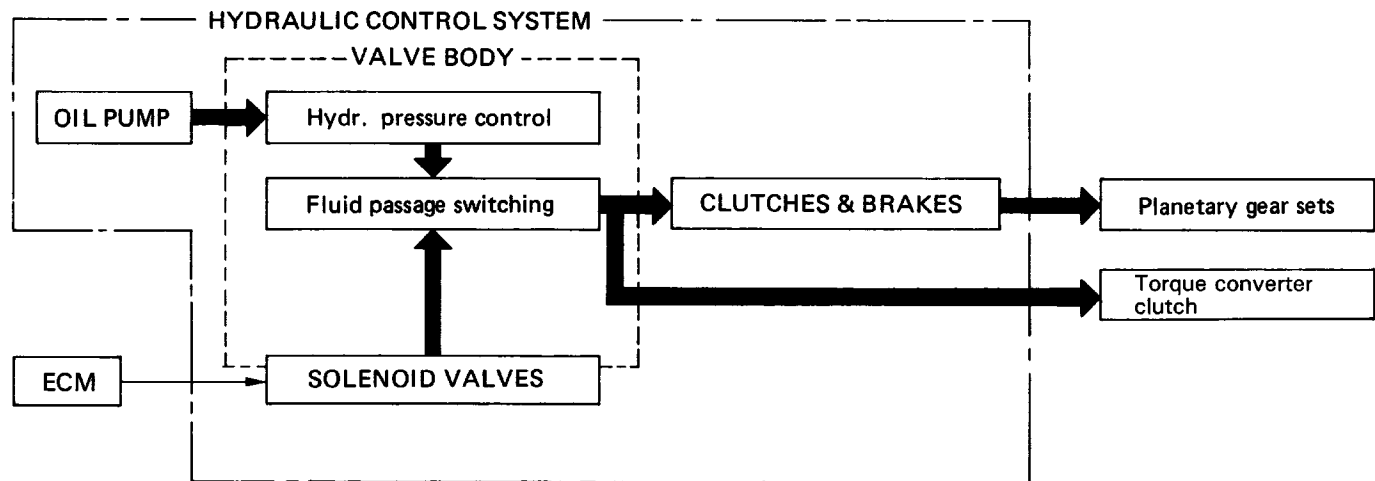 HYDRAULIC CONTROL SYSTEM
VALVE BODY
OIL PUMP
Hydr. pressure control
Fluid passage switching
CLUTCHES & BRAKES
Planetary gear sets
Torque converter
clutch
ECM
SOLENOID VALVES